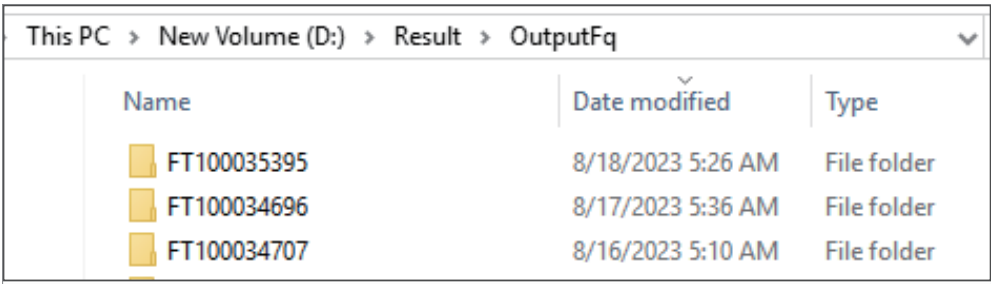 This PC > New Volume (D:) > Result > OutputFq
Name Date modified Type
FT100035395 8/18/2023 5:26 AM File folder
FT100034696 8/17/2023 5:36 AM File folder
FT100034707 8/16/2023 5:10 AM File folder